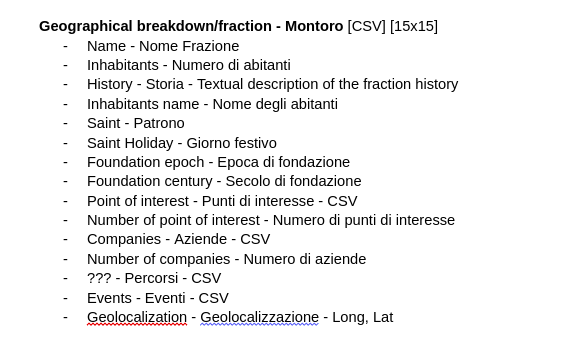 Geographical breakdown/fraction - Montoro [CSV] [15x15]
- Name - Nome Frazione
- Inhabitants - Numero di abitanti
- History - Storia - Textual description of the fraction history
- Inhabitants name - Nome degli abitanti
- Saint - Patrono
- Saint Holiday - Giorno festivo
- Foundation epoch - Epoca di fondazione
- Foundation century - Secolo di fondazione
- Point of interest - Punti di interesse - CSV
- Number of point of interest - Numero di punti di interesse
- Companies - Aziende - CSV
- Number of companies - Numero di aziende
- ??? - Percorsi - CSV
- Events - Eventi - CSV
- Geolocalization - Geolocalizzazione - Long, Lat